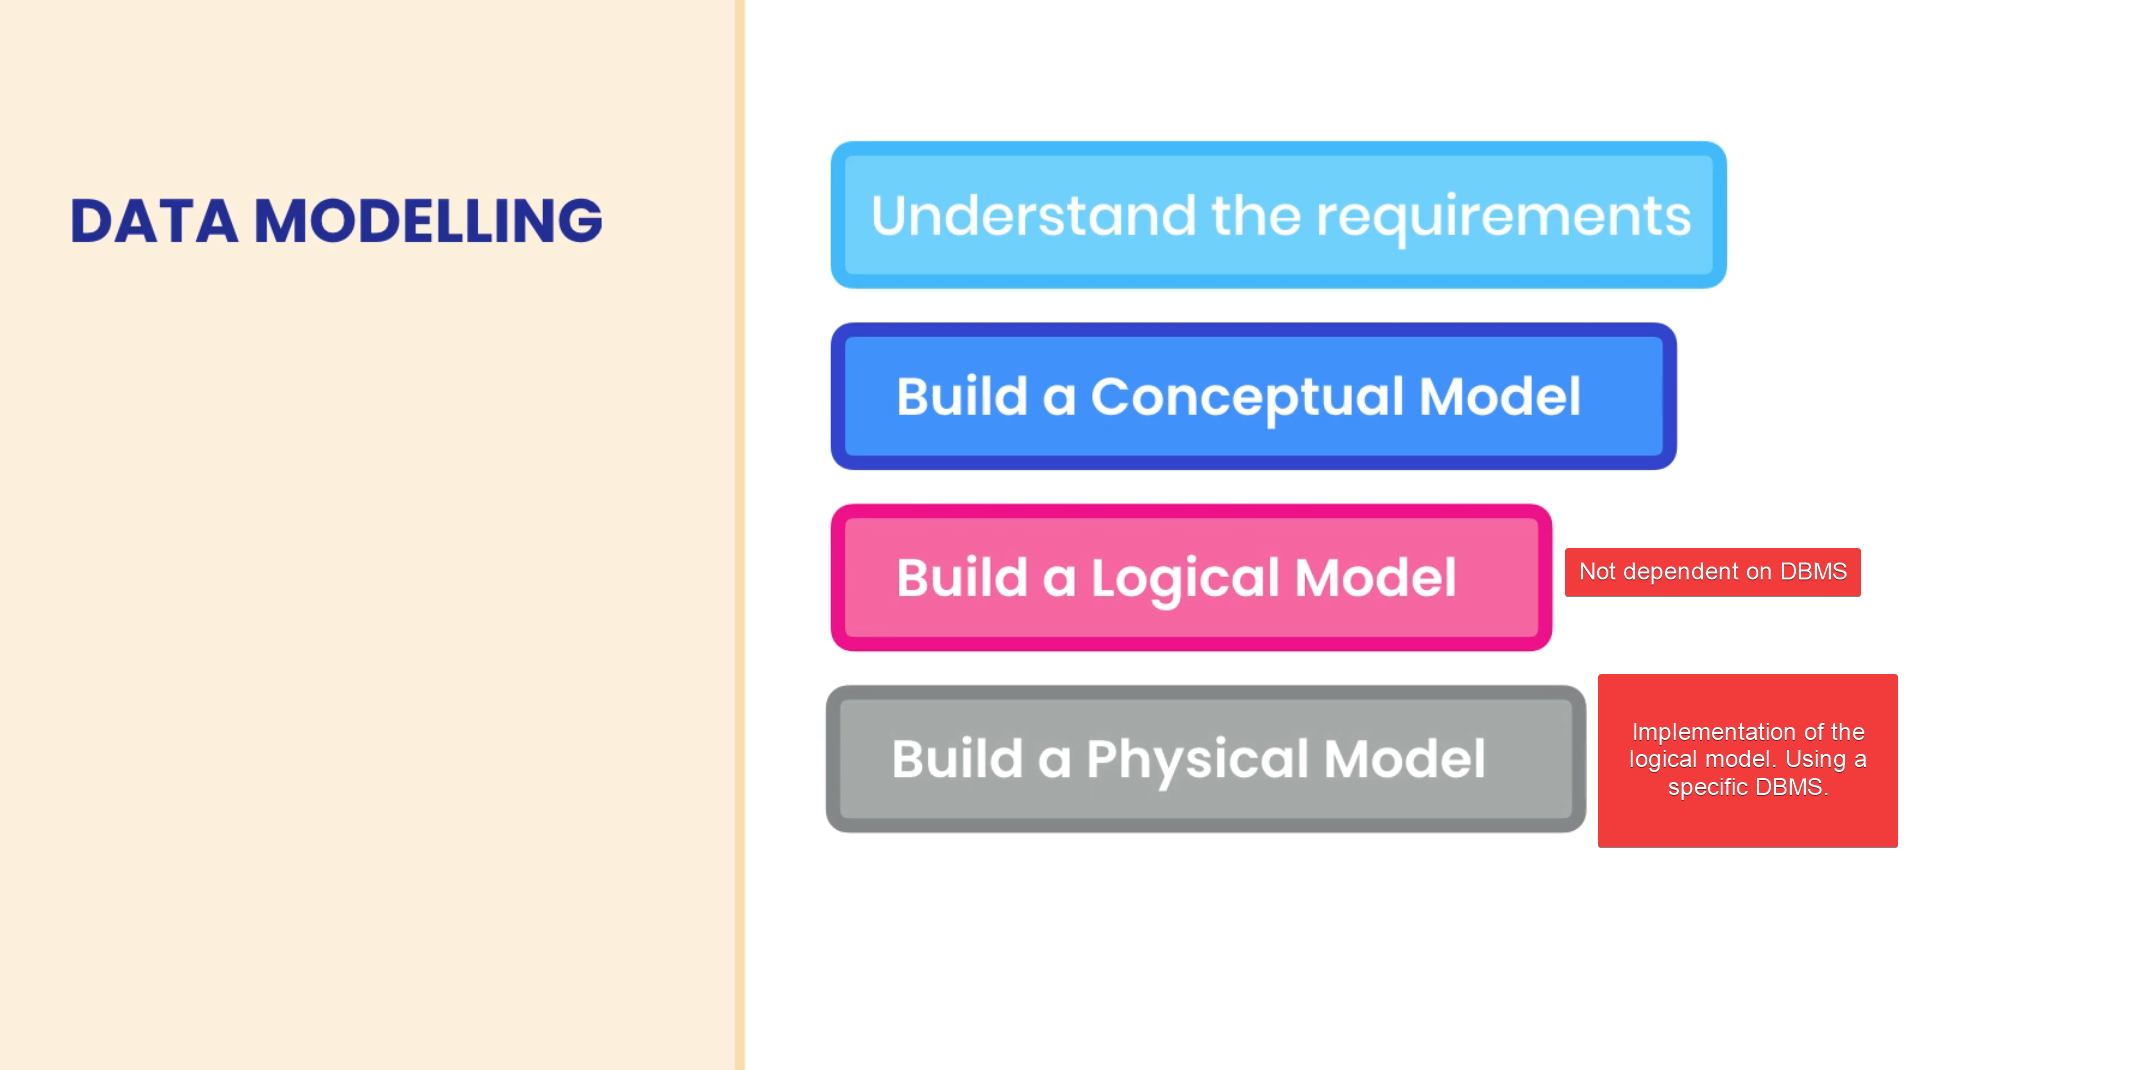 DATA MODELLING
Understand the requirements
Build a Conceptual Model
Build a Logical Model
Not dependent on DBMS
Build a Physical Model
Implementation of the
logical model. Using a
specific DBMS.